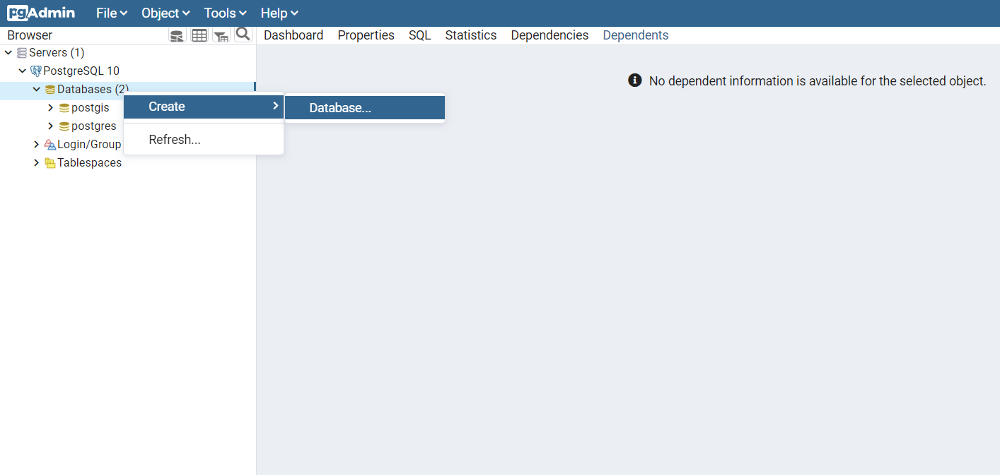 pgAdmin File Object Tools Help
Browser Dashboard Properties SQL Statistics Dependencies Dependents
Servers (1)
PostgreSQL 10
No dependent information is available for the selected object.
Databases (2)
Create Database...
postgis
postgres
Refresh...
Login/Group
Tablespaces